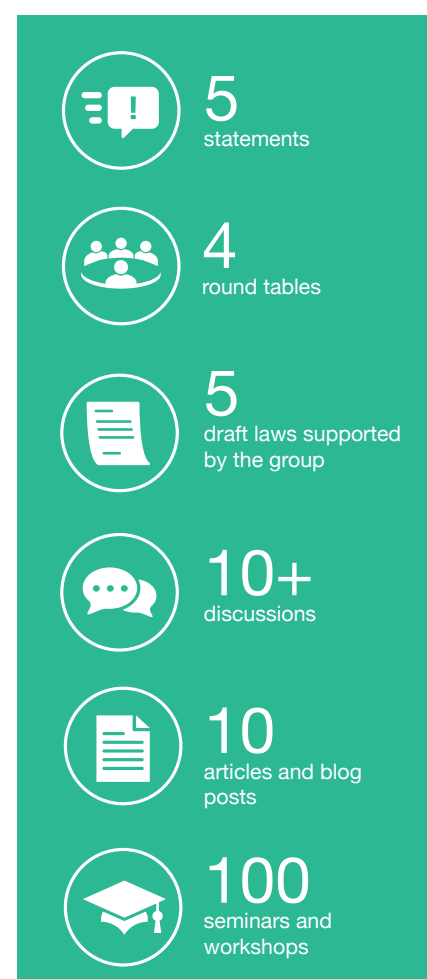 5
statements
4
round tables
5
draft laws supported
by the group
10+
discussions
10
articles and blog
posts
100
seminars and
workshops